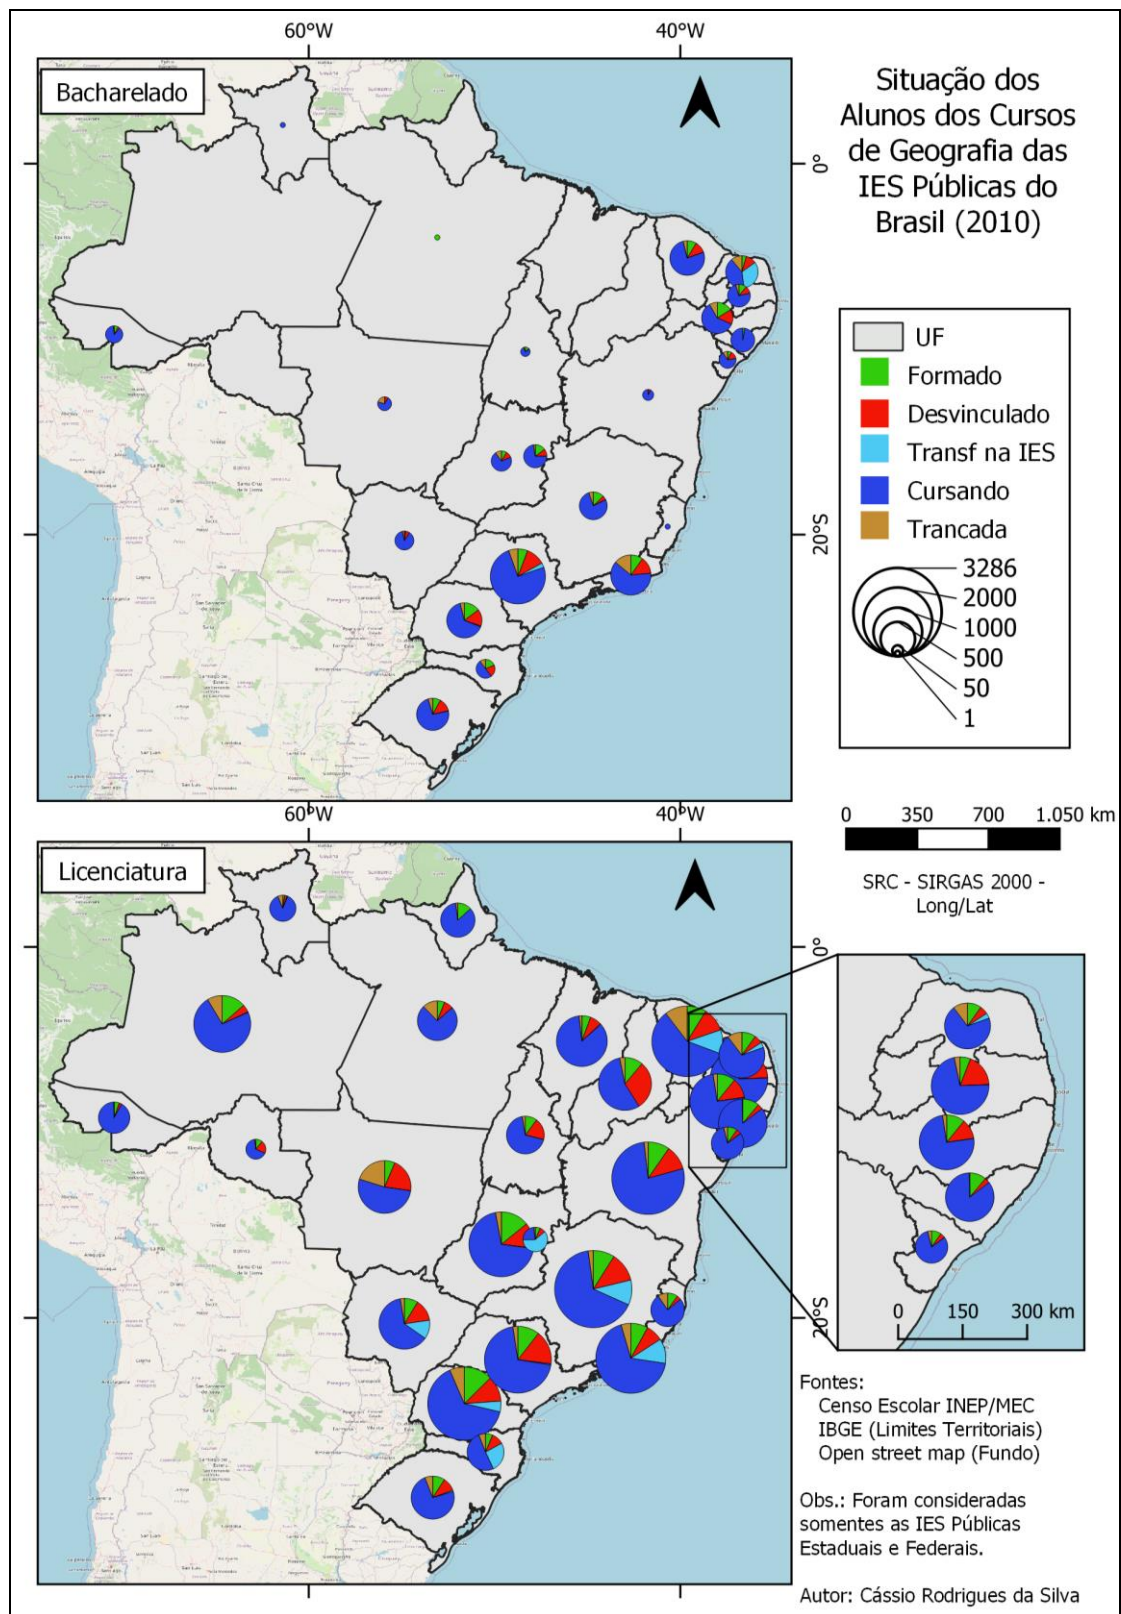 60°W
40°W
Bacharelado
0°
20°S
Situação dos
Alunos dos Cursos
de Geografia das
IES Públicas do
Brasil (2010)
UF
Formado
Desvinculado
Transf na IES
Cursando
Trancada
3286
2000
1000
500
50
1
0 350 700 1.050 km
SRC - SIRGAS 2000 -
Long/Lat
60°W
40°W
Licenciatura
0°
20°S
0 150 300 km
Fontes:
Censo Escolar INEP/MEC
IBGE (Limites Territoriais)
Open street map (Fundo)
Obs.: Foram consideradas
somentes as IES Públicas
Estaduais e Federais.
Autor: Cássio Rodrigues da Silva